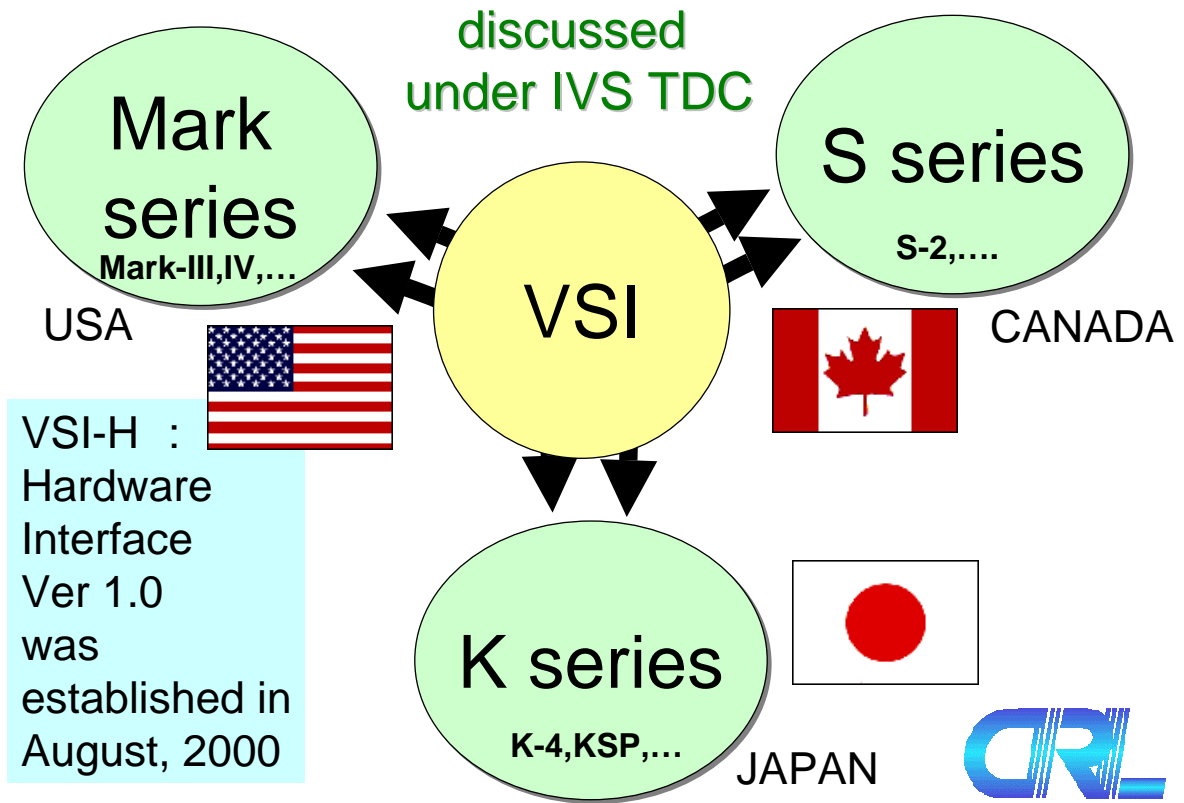 discussed
under IVS TDC
Mark
series
Mark-III,IV,…
USA
S series
S-2,….
CANADA
VSI
VSI-H :
Hardware
Interface
Ver 1.0
was
established in
August, 2000
K series
K-4,KSP,…
JAPAN
CRL